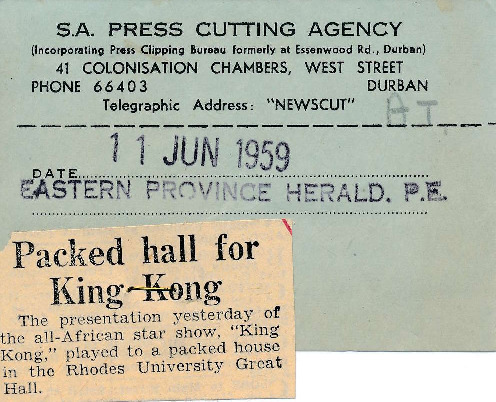 S.A. PRESS CUTTING AGENCY
(Incorporating Press Clipping Bureau formerly at Essenwood Rd., Durban)
41 COLONISATION CHAMBERS, WEST STREET
PHONE 66403 DURBAN
Telegraphic Address: "NEWSCUT"
11 JUN 1959
DATE
EASTERN PROVINCE HERALD. P.E.
Packed hall for
King Kong
The presentation yesterday of
the all-African star show, "King
Kong," played to a packed house
in the Rhodes University Great
Hall.